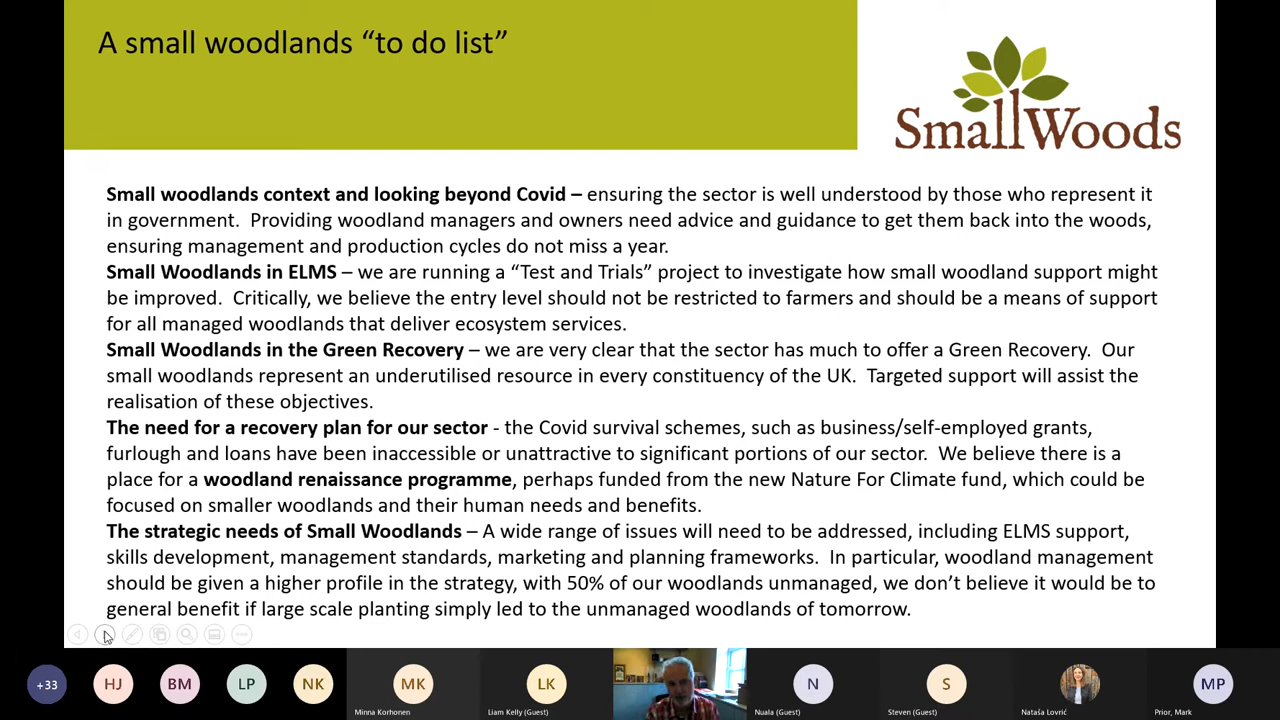 A small woodlands “to do list”
SmallWoods
Small woodlands context and looking beyond Covid – ensuring the sector is well understood by those who represent it
in government.  Providing woodland managers and owners need advice and guidance to get them back into the woods,
ensuring management and production cycles do not miss a year.
Small Woodlands in ELMS – we are running a “Test and Trials” project to investigate how small woodland support might
be improved.  Critically, we believe the entry level should not be restricted to farmers and should be a means of support
for all managed woodlands that deliver ecosystem services.
Small Woodlands in the Green Recovery – we are very clear that the sector has much to offer a Green Recovery.  Our
small woodlands represent an underutilised resource in every constituency of the UK.  Targeted support will assist the
realisation of these objectives.
The need for a recovery plan for our sector - the Covid survival schemes, such as business/self-employed grants,
furlough and loans have been inaccessible or unattractive to significant portions of our sector.  We believe there is a
place for a woodland renaissance programme, perhaps funded from the new Nature For Climate fund, which could be
focused on smaller woodlands and their human needs and benefits.
The strategic needs of Small Woodlands – A wide range of issues will need to be addressed, including ELMS support,
skills development, management standards, marketing and planning frameworks.  In particular, woodland management
should be given a higher profile in the strategy, with 50% of our woodlands unmanaged, we don’t believe it would be to
general benefit if large scale planting simply led to the unmanaged woodlands of tomorrow.
+33 HJ BM LP NK MK LK N S MP
Minna Korhonen Liam Kelly (Guest) Nuala (Guest) Steven (Guest) Nataša Lovrić Prior, Mark